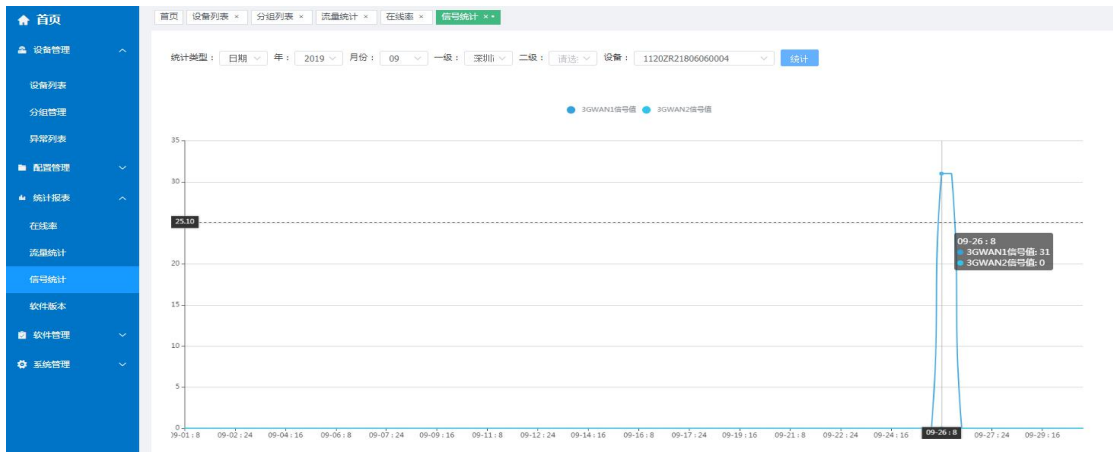 首页
设备管理
设备列表
分组管理
异常列表
配置管理
统计报表
在线率
流量统计
信号统计
软件版本
软件管理
系统管理
首页 设备列表 × 分组列表 × 流量统计 × 在线率 × 信号统计 ×
统计类型： 日期 年： 2019 月份： 09 一级： 深圳 二级： 请选 设备： 1120ZR21806060004 统计
3GWAN1信号值 3GWAN2信号值
35
30
25.10
20
15
10
5
0
09-26 : 8
3GWAN1信号值: 31
3GWAN2信号值: 0
09-01 : 8 09-02 : 24 09-04 : 16 09-06 : 8 09-07 : 24 09-09 : 16 09-11 : 8 09-12 : 24 09-14 : 16 09-16 : 8 09-17 : 24 09-19 : 16 09-21 : 8 09-22 : 24 09-24 : 16 09-26 : 8 09-27 : 24 09-29 : 16